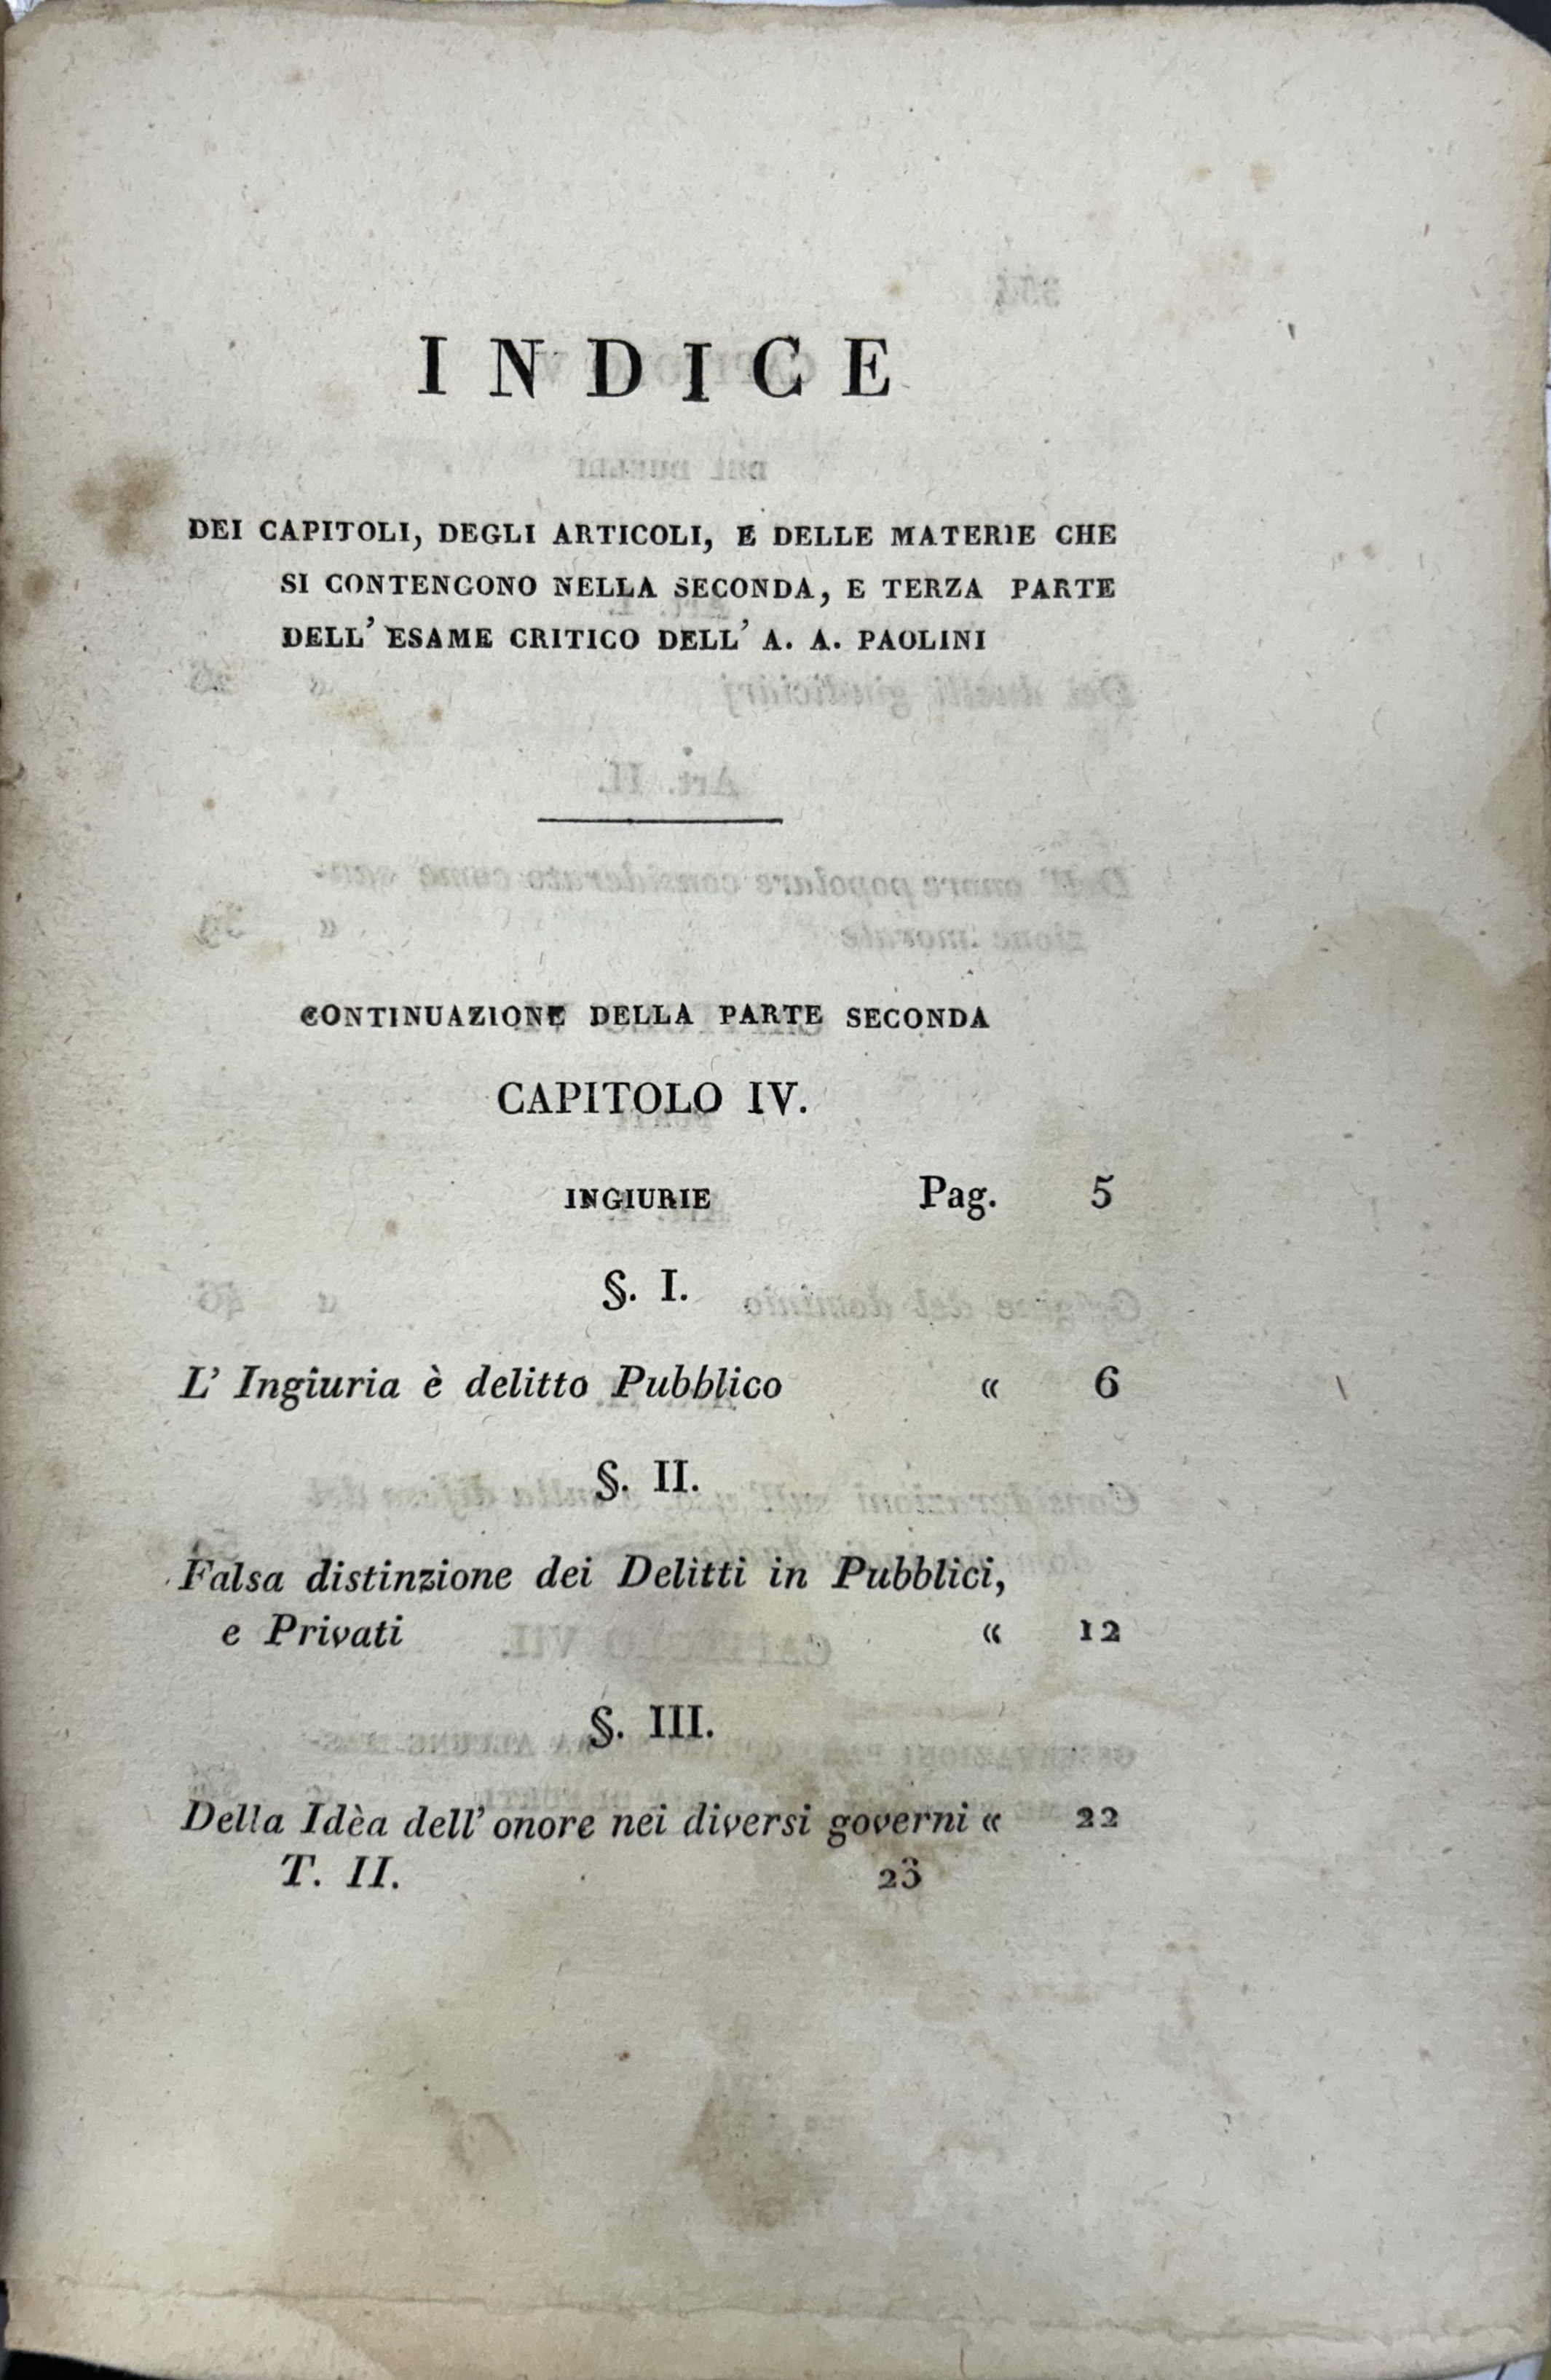 INDICE
DEI CAPITOLI, DEGLI ARTICOLI, E DELLE MATERIE CHE
SI CONTENGONO NELLA SECONDA, E TERZA PARTE
DELL' ESAME CRITICO DELL' A. A. PAOLINI
CONTINUAZIONE DELLA PARTE SECONDA
CAPITOLO IV.
INGIURIE Pag. 5
§. I.
L' Ingiuria è delitto Pubblico « 6
§. II.
Falsa distinzione dei Delitti in Pubblici,
e Privati « 12
§. III.
Della Idèa dell' onore nei diversi governi « 22
T. II. 23